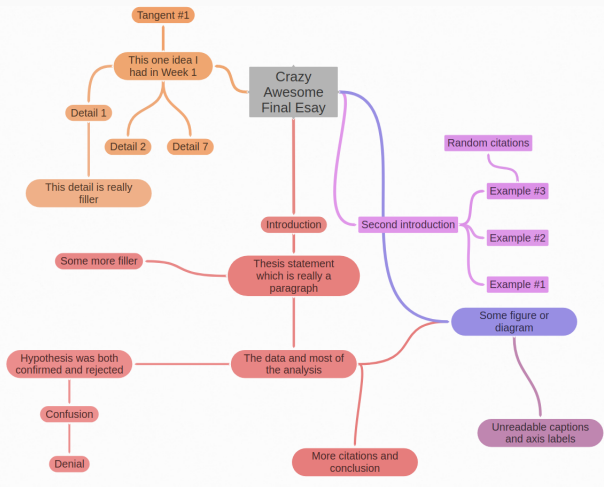 Tangent #1
This one idea I
had in Week 1
Crazy
Awesome
Final Esay
Detail 1
Detail 2
Detail 7
This detail is really
filler
Random citations
Example #3
Introduction
Second introduction
Example #2
Some more filler
Thesis statement
which is really a
paragraph
Example #1
Some figure or
diagram
Hypothesis was both
confirmed and rejected
The data and most of
the analysis
Confusion
Unreadable captions
and axis labels
Denial
More citations and
conclusion